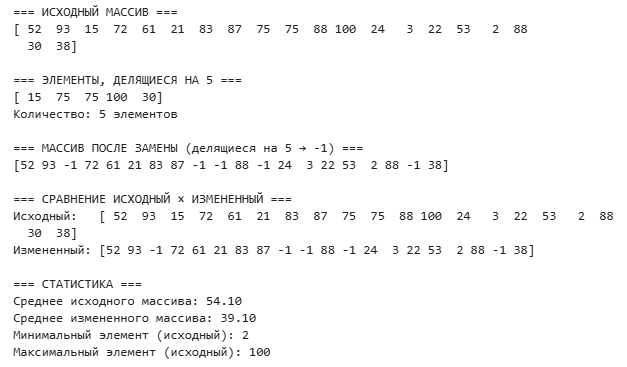 === ИСХОДНЫЙ МАССИВ ===
[ 52  93  15  72  61  21  83  87  75  75  88 100  24   3  22  53   2  88
  30  38]
=== ЭЛЕМЕНТЫ, ДЕЛЯЩИЕСЯ НА 5 ===
[ 15  75  75 100  30]
Количество: 5 элементов
=== МАССИВ ПОСЛЕ ЗАМЕНЫ (делящиеся на 5 → -1) ===
[52 93 -1 72 61 21 83 87 -1 -1 88 -1 24  3 22 53  2 88 -1 38]
=== СРАВНЕНИЕ ИСХОДНЫЙ × ИЗМЕНЕННЫЙ ===
Исходный:   [ 52  93  15  72  61  21  83  87  75  75  88 100  24   3  22  53   2  88
  30  38]
Измененный: [52 93 -1 72 61 21 83 87 -1 -1 88 -1 24  3 22 53  2 88 -1 38]
=== СТАТИСТИКА ===
Среднее исходного массива: 54.10
Среднее измененного массива: 39.10
Минимальный элемент (исходный): 2
Максимальный элемент (исходный): 100